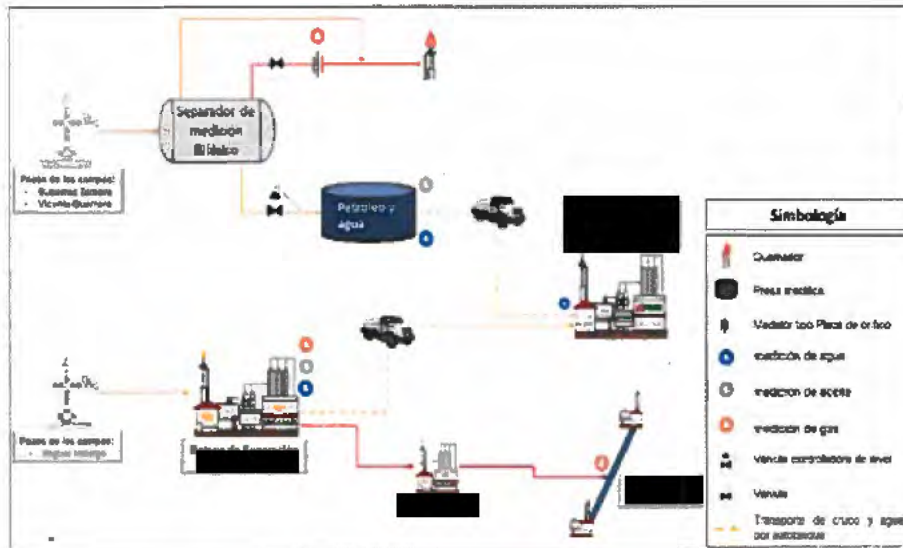 Separador de
medición
Bifásico
Pozos de los campos:
Vicente Guerrero
Petróleo y
agua
Simbología
Quemador
Presa metálica
Medidor tipo Placa de orificio
medición de agua
medición de aceite
medición de gas
Válvula controladora de nivel
Válvula
Transporte de crudo y agua
por autotanque
Pozos de los campos: